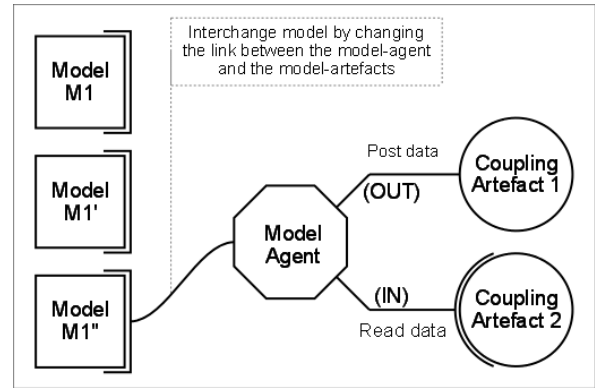 Interchange model by changing
the link between the model-agent
and the model-artefacts
Model
M1
Model
M1'
Model
M1"
Model
Agent
Post data
(OUT)
Coupling
Artefact 1
(IN)
Read data
Coupling
Artefact 2